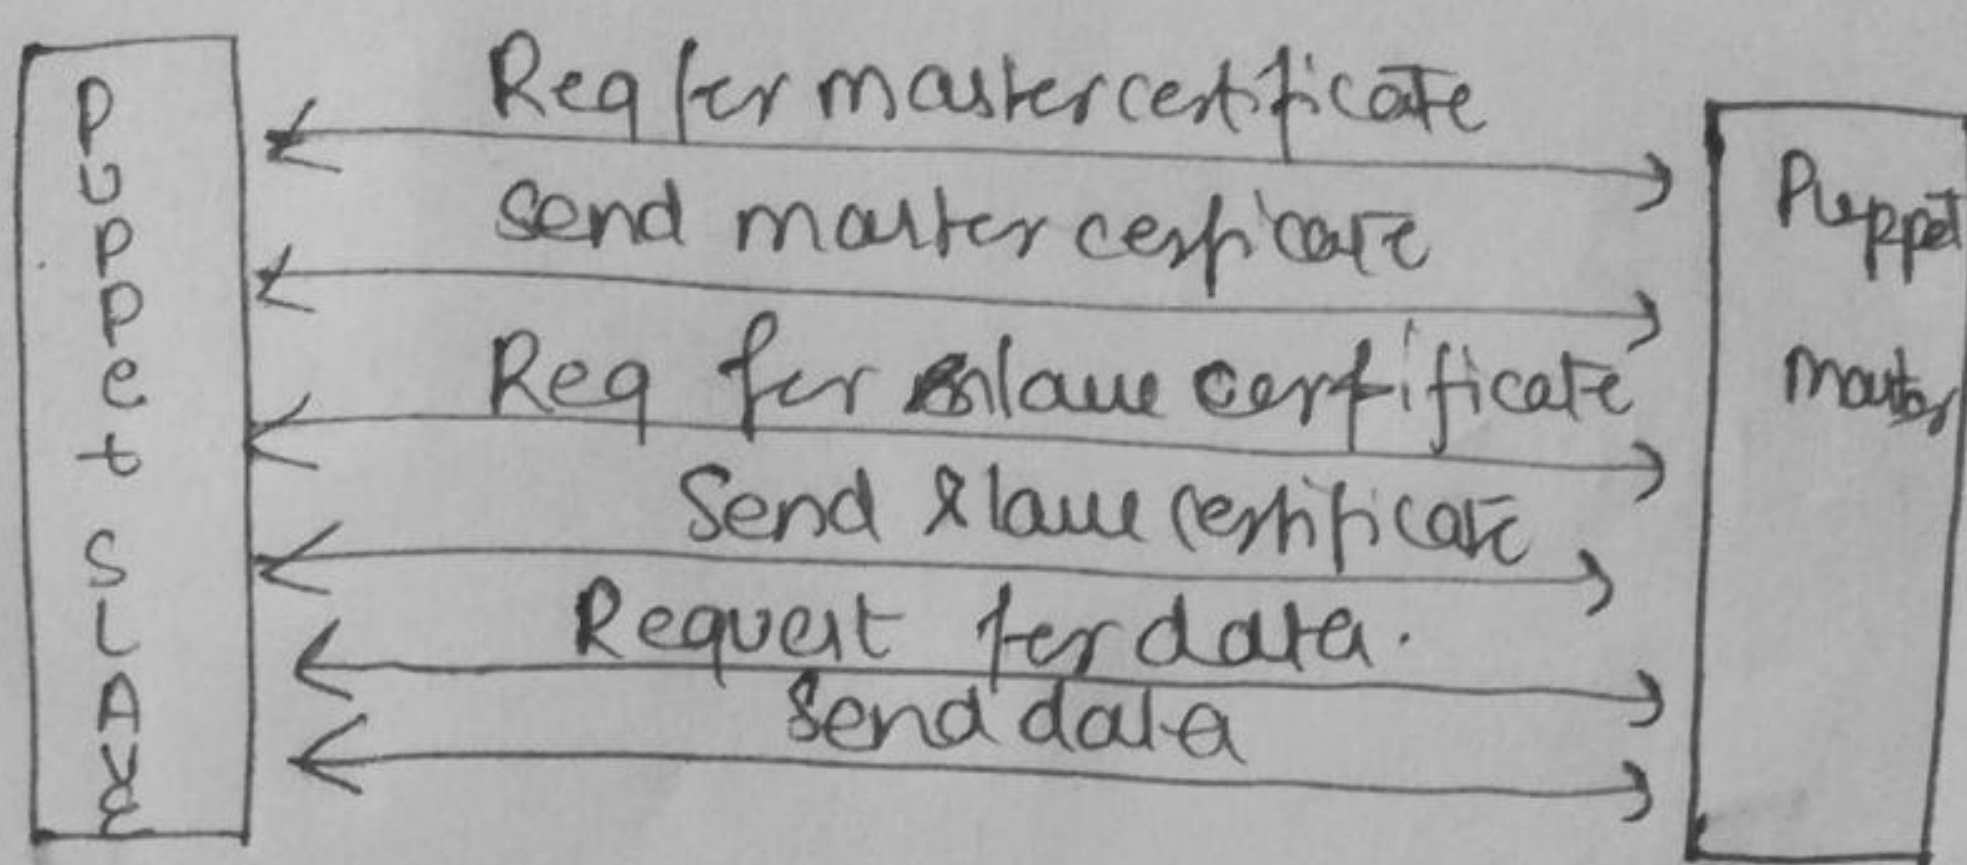 Puppet SLAVE
Req for master certificate
send master cerficate
Req for slave certificate
Send slave certificate
Request for data.
Send data
Puppet
master